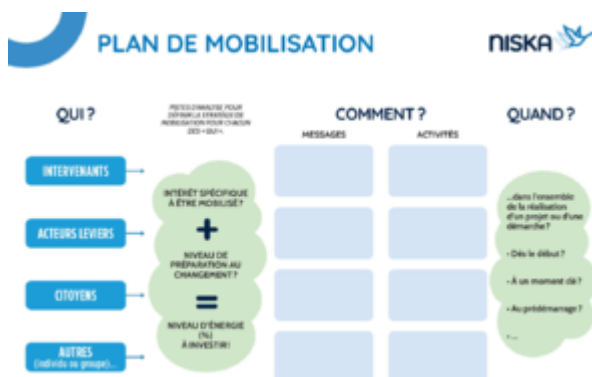 PLAN DE MOBILISATION
NISKA
QUI ?
PISTES D'ANALYSE POUR
DÉFINIR LA STRATÉGIE DE
MOBILISATION POUR CHACUN
DES « QUI ».
COMMENT ?
MESSAGES
ACTIVITÉS
QUAND ?
INTERVENANTS
ACTEURS LEVIERS
CITOYENS
AUTRES
(individu ou groupe)...
INTÉRÊT SPÉCIFIQUE
À ÊTRE MOBILISÉ ?
+
NIVEAU DE
PRÉPARATION AU
CHANGEMENT ?
=
NIVEAU D'ÉNERGIE
(%)
À INVESTIR !
...dans l'ensemble
de la réalisation
d'un projet ou d'une
démarche ?
- Dès le début ?
- À un moment clé ?
- Au prédémarrage ?
- ...